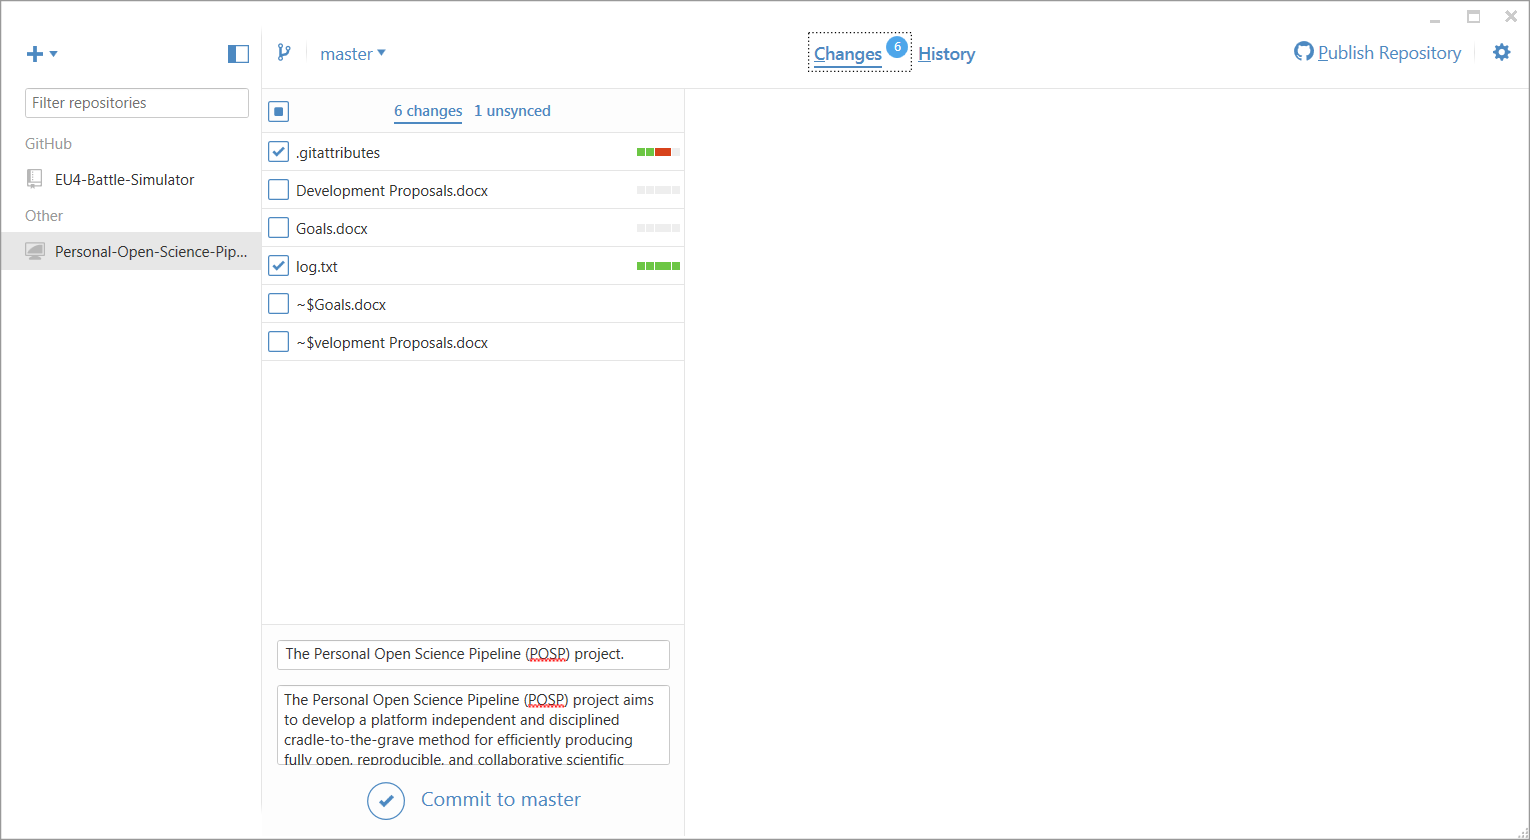 master
Changes 6 History
Publish Repository
Filter repositories
GitHub
EU4-Battle-Simulator
Other
Personal-Open-Science-Pip...
6 changes 1 unsynced
.gitattributes
Development Proposals.docx
Goals.docx
log.txt
~$Goals.docx
~$velopment Proposals.docx
The Personal Open Science Pipeline (POSP) project.
The Personal Open Science Pipeline (POSP) project aims
to develop a platform independent and disciplined
cradle-to-the-grave method for efficiently producing
fully open, reproducible, and collaborative scientific
Commit to master